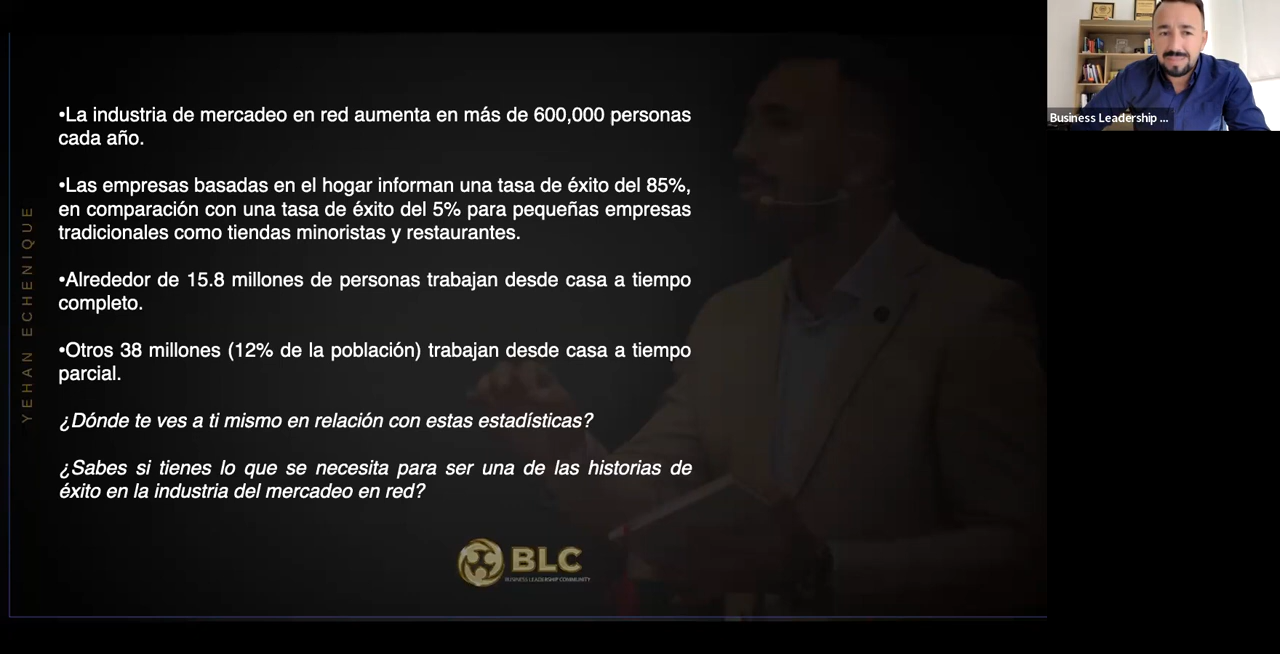 •La industria de mercadeo en red aumenta en más de 600,000 personas
cada año.
•Las empresas basadas en el hogar informan una tasa de éxito del 85%,
en comparación con una tasa de éxito del 5% para pequeñas empresas
tradicionales como tiendas minoristas y restaurantes.
•Alrededor de 15.8 millones de personas trabajan desde casa a tiempo
completo.
•Otros 38 millones (12% de la población) trabajan desde casa a tiempo
parcial.
¿Dónde te ves a ti mismo en relación con estas estadísticas?
¿Sabes si tienes lo que se necesita para ser una de las historias de
éxito en la industria del mercadeo en red?
YEHAN ECHENIQUE
BLC
BUSINESS LEADERSHIP COMMUNITY
Business Leadership ...